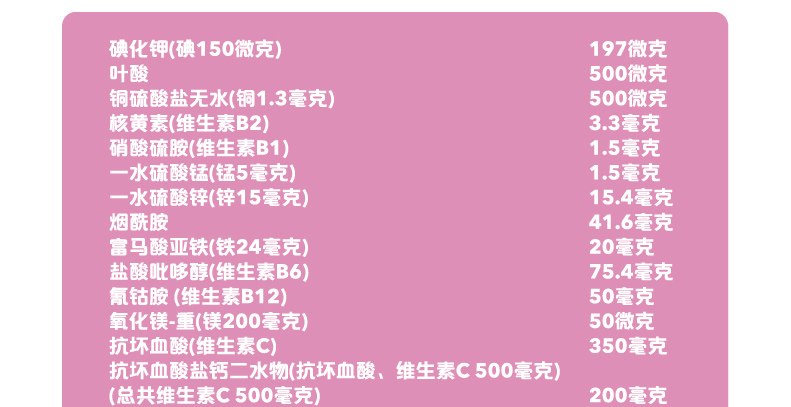 碘化钾(碘150微克) 197微克
叶酸 500微克
铜硫酸盐无水(铜1.3毫克) 500微克
核黄素(维生素B2) 3.3毫克
硝酸硫胺(维生素B1) 1.5毫克
一水硫酸锰(锰5毫克) 1.5毫克
一水硫酸锌(锌15毫克) 15.4毫克
烟酰胺 41.6毫克
富马酸亚铁(铁24毫克) 20毫克
盐酸吡哆醇(维生素B6) 75.4毫克
氰钴胺 (维生素B12) 50毫克
氧化镁-重(镁200毫克) 50微克
抗坏血酸(维生素C) 350毫克
抗坏血酸盐钙二水物(抗坏血酸、维生素C 500毫克)
(总共维生素C 500毫克) 200毫克